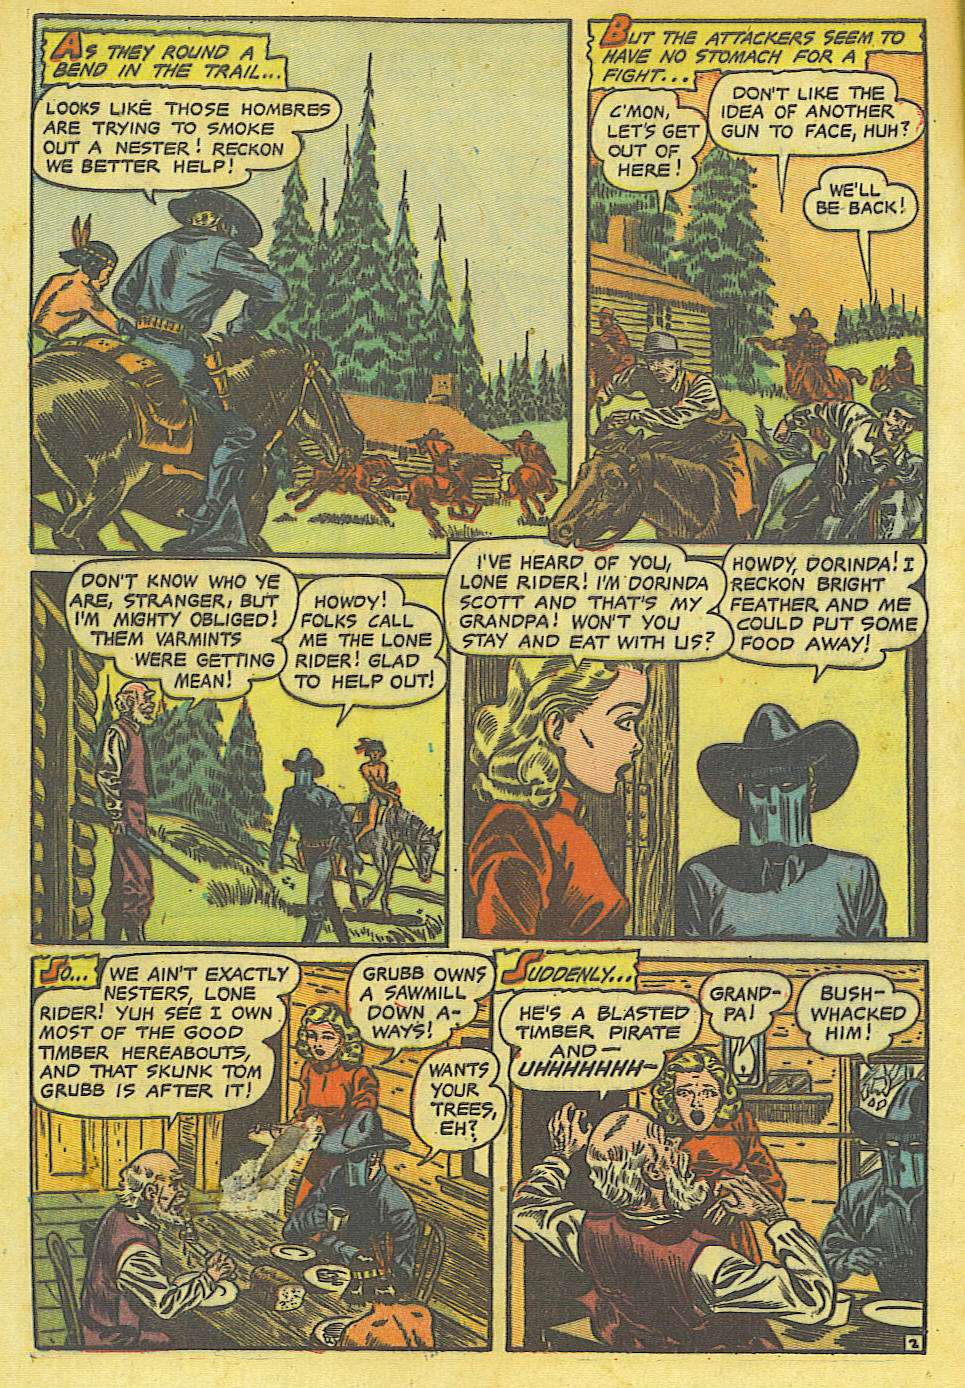 AS THEY ROUND A
BEND IN THE TRAIL...
LOOKS LIKE THOSE HOMBRES
ARE TRYING TO SMOKE
OUT A NESTER! RECKON
WE BETTER HELP!
BUT THE ATTACKERS SEEM TO
HAVE NO STOMACH FOR A
FIGHT...
C'MON,
LET'S GET
OUT OF
HERE!
DON'T LIKE THE
IDEA OF ANOTHER
GUN TO FACE, HUH?
WE'LL
BE BACK!
DON'T KNOW WHO YE
ARE, STRANGER, BUT
I'M MIGHTY OBLIGED!
THEM VARMINTS
WERE GETTING
MEAN!
HOWDY!
FOLKS CALL
ME THE LONE
RIDER! GLAD
TO HELP OUT!
I'VE HEARD OF YOU,
LONE RIDER! I'M DORINDA
SCOTT AND THAT'S MY
GRANDPA! WON'T YOU
STAY AND EAT WITH US?
HOWDY, DORINDA! I
RECKON BRIGHT
FEATHER AND ME
COULD PUT SOME
FOOD AWAY!
SO...
WE AIN'T EXACTLY
NESTERS, LONE
RIDER! YUH SEE I OWN
MOST OF THE GOOD
TIMBER HEREABOUTS,
AND THAT SKUNK TOM
GRUBB IS AFTER IT!
GRUBB OWNS
A SAWMILL
DOWN A-
WAYS!
WANTS
YOUR
TREES,
EH?
SUDDENLY...
HE'S A BLASTED
TIMBER PIRATE
AND—
UHHHHHHH—
GRAND-
PA!
BUSH-
WHACKED
HIM!
2